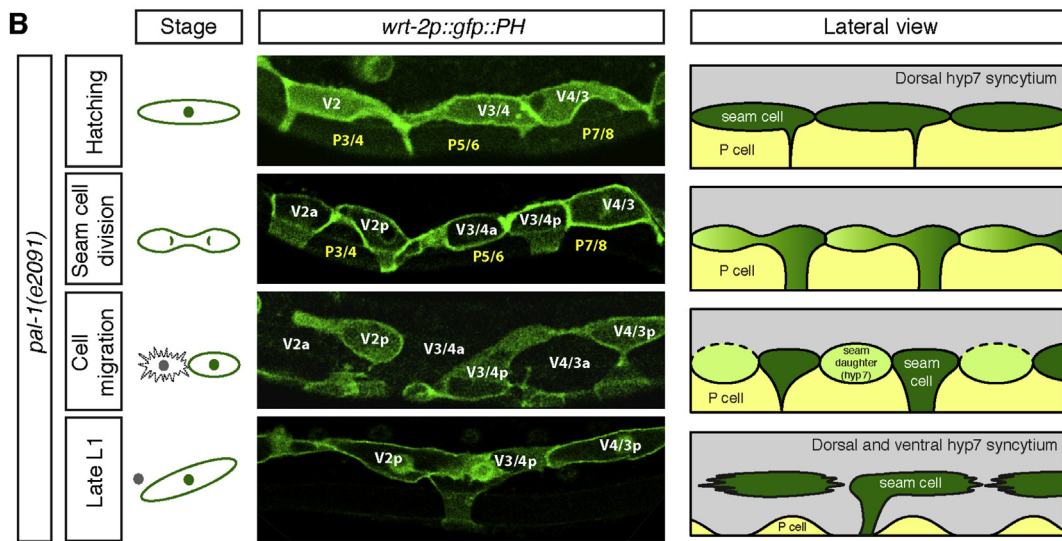 B
Stage
wrt-2p::gfp::PH
Lateral view
pal-1(e2091)
Hatching
V2
V3/4
V4/3
P3/4
P5/6
P7/8
Dorsal hyp7 syncytium
seam cell
P cell
Seam cell
division
V2a
V2p
V3/4a
V3/4p
V4/3
P3/4
P5/6
P7/8
P cell
Cell
migration
V2a
V2p
V3/4a
V3/4p
V4/3a
V4/3p
seam
daughter
(hyp 7)
seam
cell
P cell
Late L1
V2p
V3/4p
V4/3p
Dorsal and ventral hyp7 syncytium
seam cell
P cell